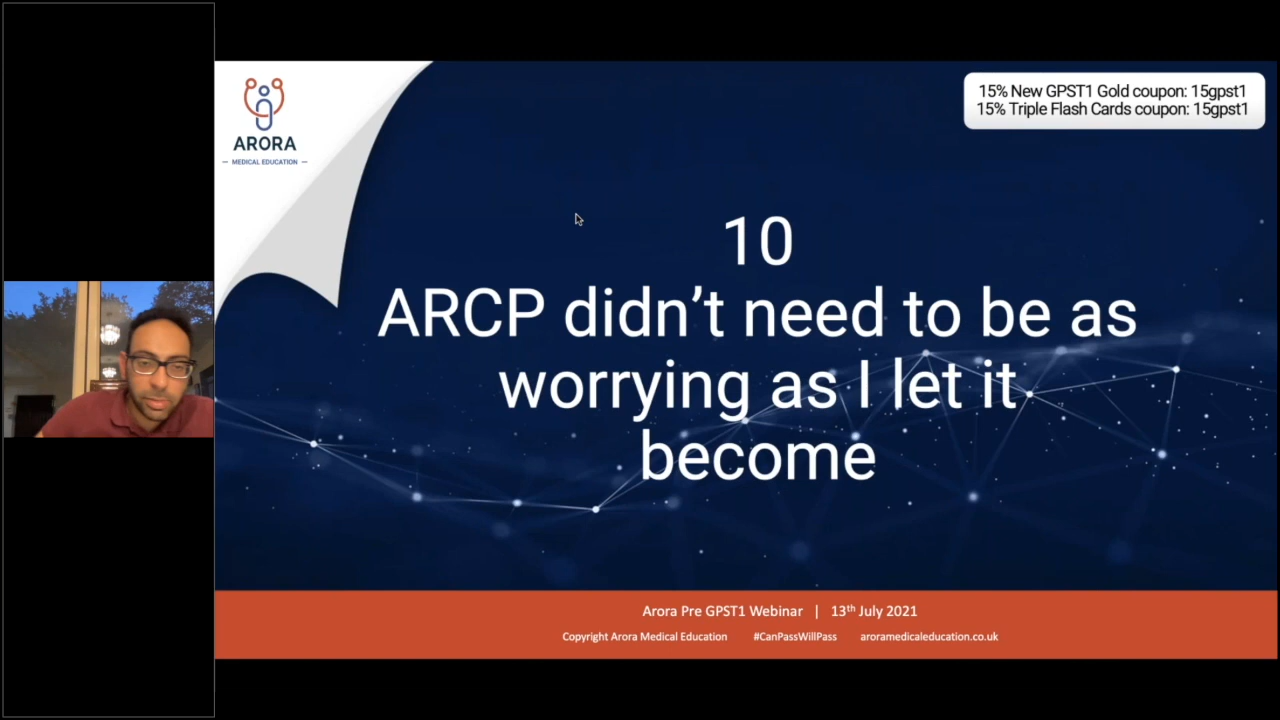 ARORA
MEDICAL EDUCATION
15% New GPST1 Gold coupon: 15gpst1
15% Triple Flash Cards coupon: 15gpst1
10
ARCP didn’t need to be as
worrying as I let it
become
Arora Pre GPST1 Webinar | 13th July 2021
Copyright Arora Medical Education #CanPassWillPass aroramedicaleducation.co.uk